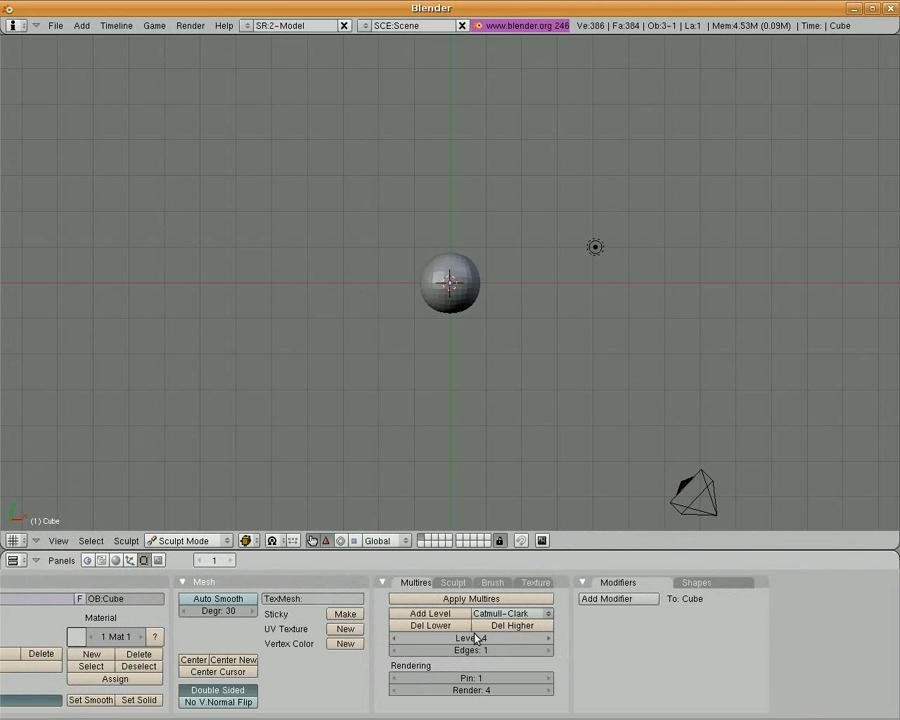 Blender
File Add Timeline Game Render Help SR:2-Model SCE:Scene www.blender.org 246 Ve:386 | Fa:384 | Ob:3-1 | La:1 | Mem:4.53M (0.09M) | Time: | Cube
(1) Cube
View Select Sculpt Sculpt Mode Global
Panels 1
Mesh Multires Sculpt Brush Texture Modifiers Shapes
F OB:Cube Auto Smooth TexMesh: Apply Multires Add Modifier To: Cube
Degr: 30
Material Sticky Make Add Level Catmull-Clark
1 Mat 1 ? UV Texture New Del Lower Del Higher
Vertex Color New 4
Delete New Delete Center Center New Edges: 1
Select Deselect Center Cursor Rendering
Assign Pin: 1
Double Sided Render: 4
Set Smooth Set Solid No V.Normal Flip